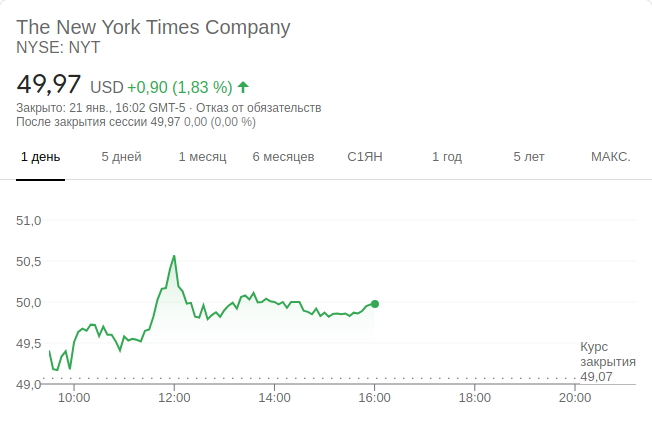 The New York Times Company
NYSE: NYT
49,97 USD +0,90 (1,83 %)
Закрыто: 21 янв., 16:02 GMT-5 · Отказ от обязательств
После закрытия сессии 49,97 0,00 (0,00 %)
1 день 5 дней 1 месяц 6 месяцев С1ЯН 1 год 5 лет МАКС.
51,0
50,5
50,0
49,5
49,0
Курс
закрытия
49,07
10:00 12:00 14:00 16:00 18:00 20:00